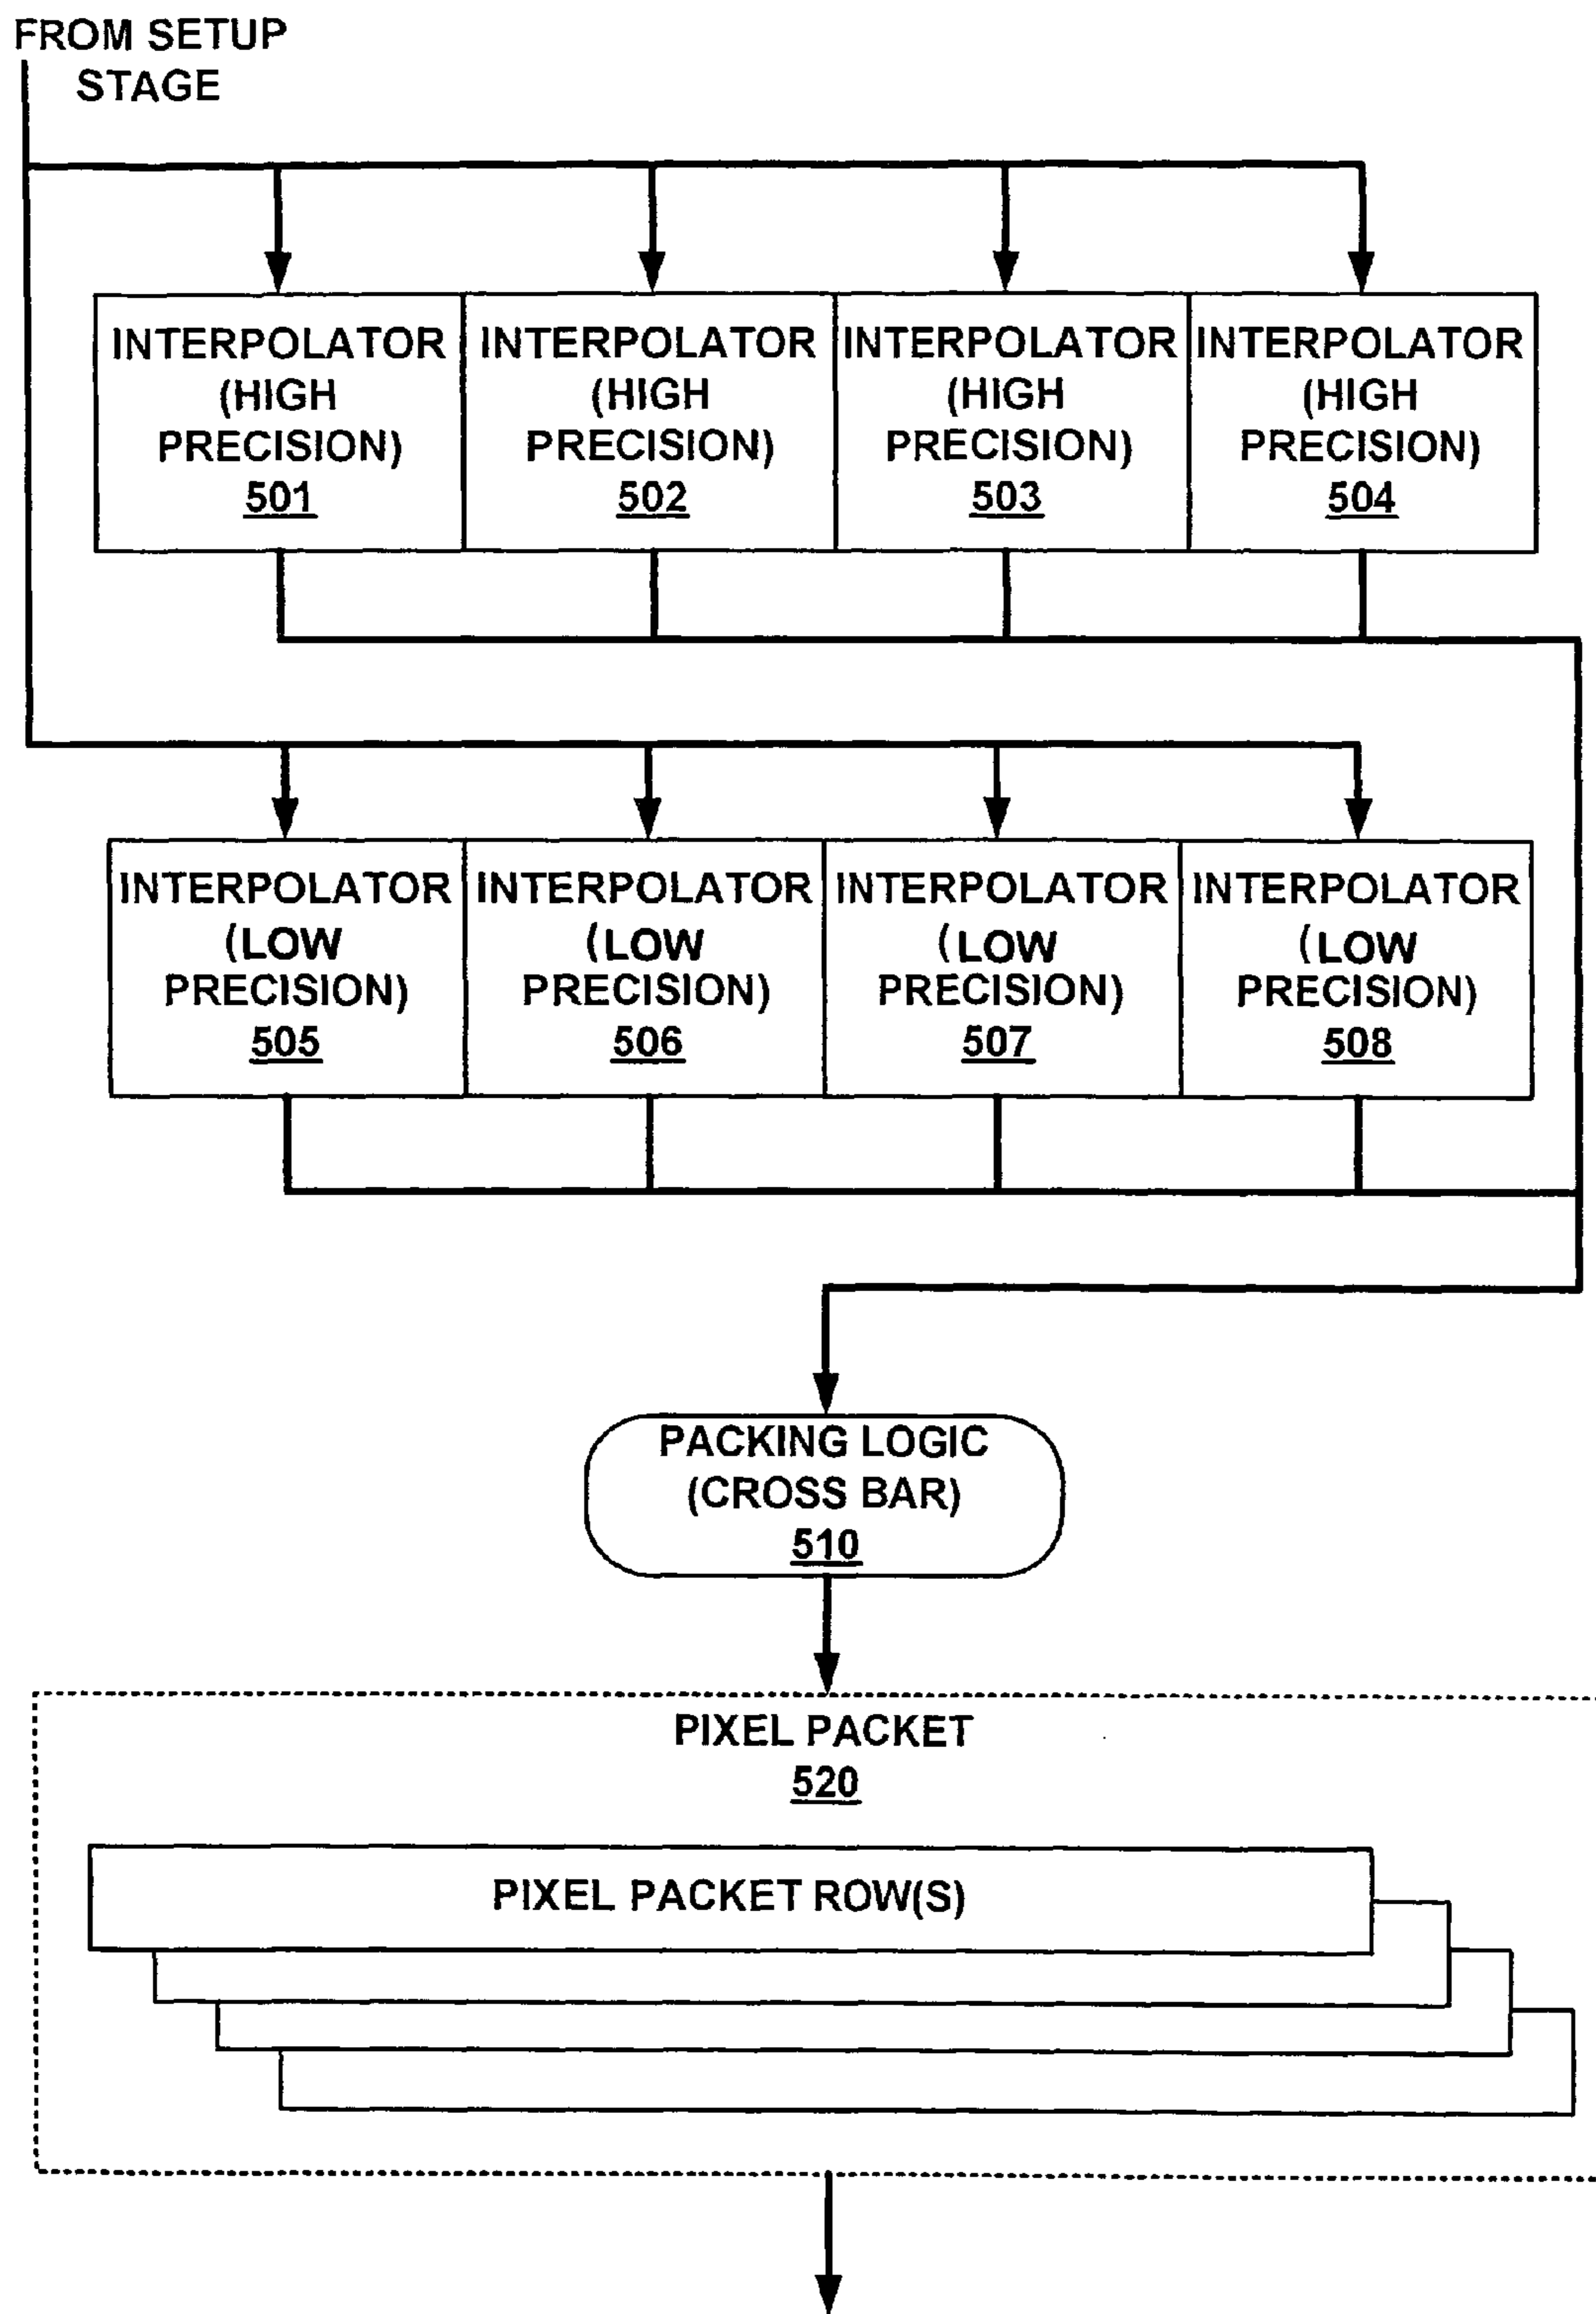 FROM SETUP
STAGE
INTERPOLATOR
(HIGH
PRECISION)
501
INTERPOLATOR
(HIGH
PRECISION)
502
INTERPOLATOR
(HIGH
PRECISION)
503
INTERPOLATOR
(HIGH
PRECISION)
504
INTERPOLATOR
(LOW
PRECISION)
505
INTERPOLATOR
(LOW
PRECISION)
506
INTERPOLATOR
(LOW
PRECISION)
507
INTERPOLATOR
(LOW
PRECISION)
508
PACKING LOGIC
(CROSS BAR)
510
PIXEL PACKET
520
PIXEL PACKET ROW(S)